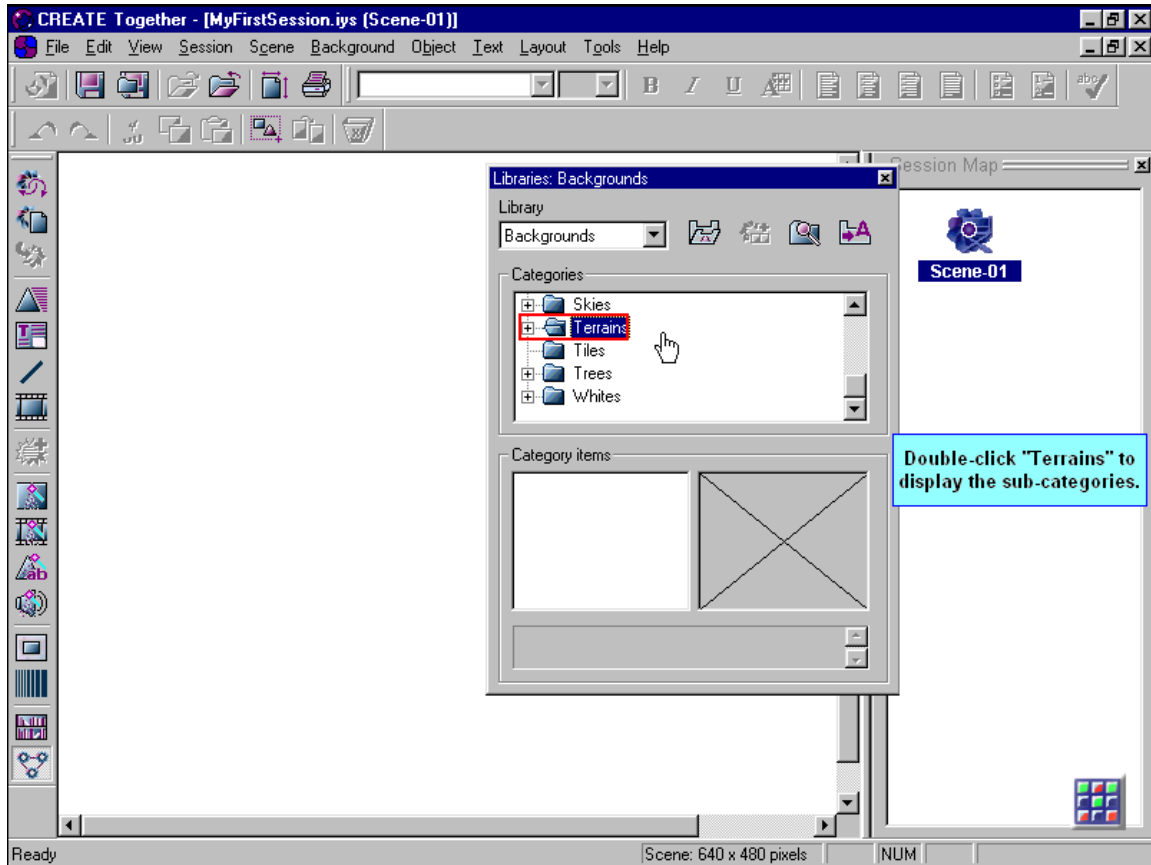 CREATE Together - [MyFirstSession.iys (Scene-01)]
File Edit View Session Scene Background Object Text Layout Tools Help
B I U A abc
Session Map
Libraries: Backgrounds
Library
Backgrounds
A
Scene-01
Categories
Skies
Terrains
Tiles
Trees
Whites
Double-click "Terrains" to
display the sub-categories.
Category items
ab
Ready Scene: 640 x 480 pixels NUM